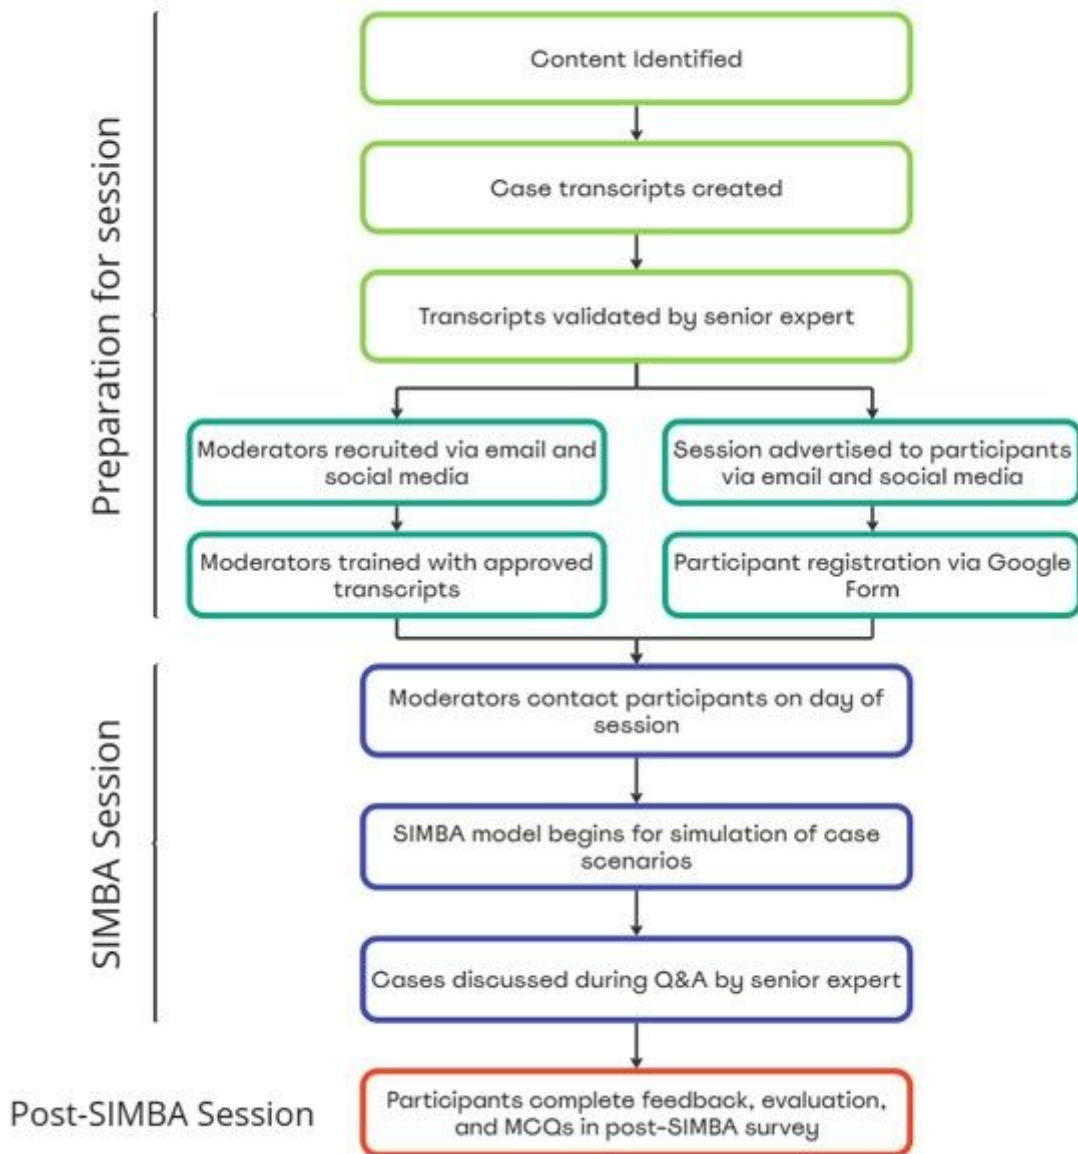 Preparation for session
Content Identified
Case transcripts created
Transcripts validated by senior expert
Moderators recruited via email and
social media
Session advertised to participants
via email and social media
Moderators trained with approved
transcripts
Participant registration via Google
Form
SIMBA Session
Moderators contact participants on day of
session
SIMBA model begins for simulation of case
scenarios
Cases discussed during Q&A by senior expert
Post-SIMBA Session
Participants complete feedback, evaluation,
and MCQs in post-SIMBA survey